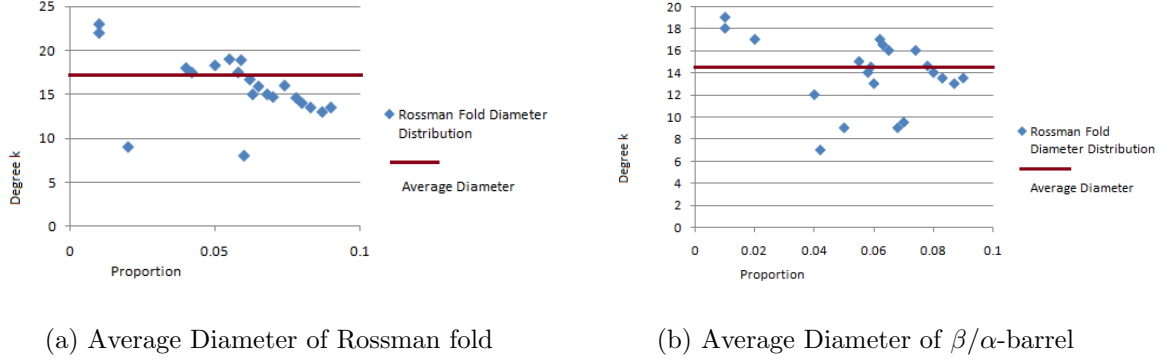 25
20
15
10
5
0
0
0.05
0.1
Degree k
Proportion
Rossman Fold Diameter
Distribution
Average Diameter
(a) Average Diameter of Rossman fold
20
18
16
14
12
10
8
6
4
2
0
0
0.02
0.04
0.06
0.08
0.1
Degree k
Proportion
Rossman Fold
Diameter Distribution
Average Diameter
(b) Average Diameter of β/α-barrel